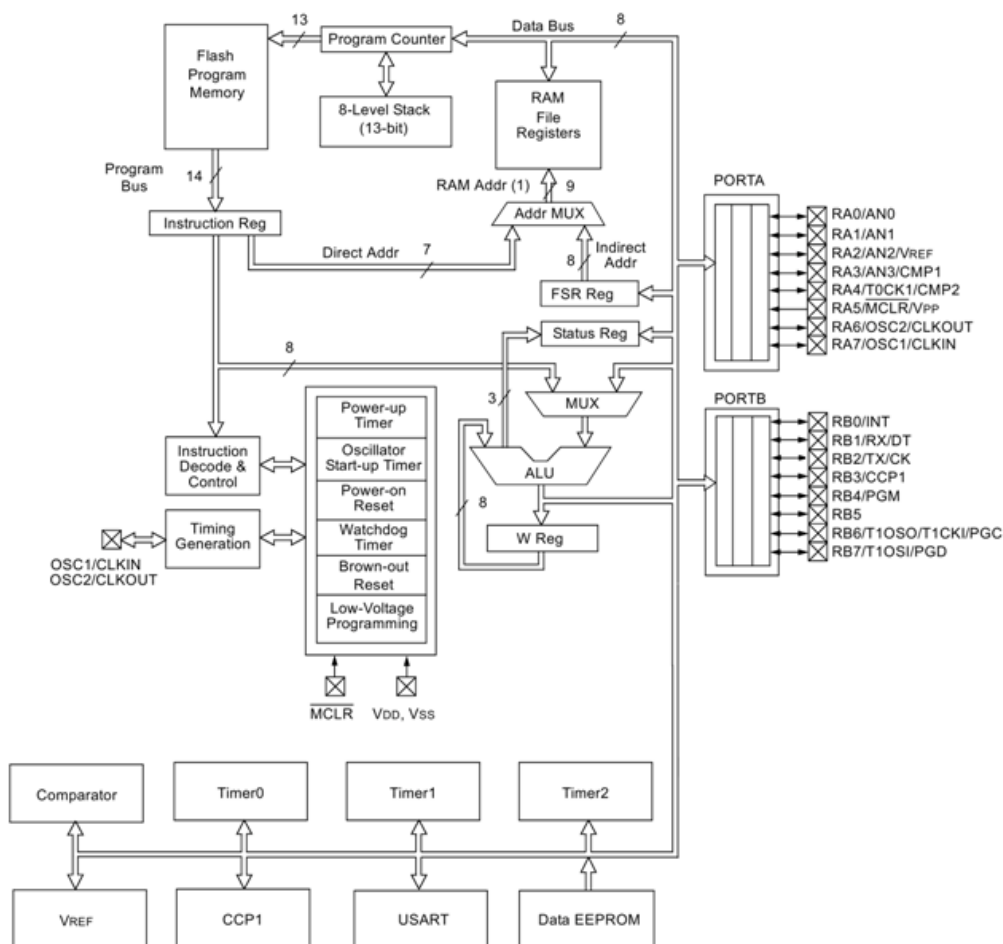 13
Program Counter
Data Bus
8
Flash
Program
Memory
8-Level Stack
(13-bit)
RAM
File
Registers
Program
Bus
14
RAM Addr (1)
9
PORTA
Instruction Reg
Addr MUX
Direct Addr
7
8
Indirect
Addr
FSR Reg
Status Reg
RA0/AN0
RA1/AN1
RA2/AN2/VREF
RA3/AN3/CMP1
RA4/T0CK1/CMP2
RA5/MCLR/VPP
RA6/OSC2/CLKOUT
RA7/OSC1/CLKIN
8
3
MUX
PORTB
Power-up
Timer
Oscillator
Start-up Timer
Power-on
Reset
Watchdog
Timer
Brown-out
Reset
Low-Voltage
Programming
Instruction
Decode &
Control
ALU
8
W Reg
RB0/INT
RB1/RX/DT
RB2/TX/CK
RB3/CCP1
RB4/PGM
RB5
RB6/T1OSO/T1CKI/PGC
RB7/T1OSI/PGD
Timing
Generation
OSC1/CLKIN
OSC2/CLKOUT
MCLR
VDD, VSS
Comparator
Timer0
Timer1
Timer2
VREF
CCP1
USART
Data EEPROM